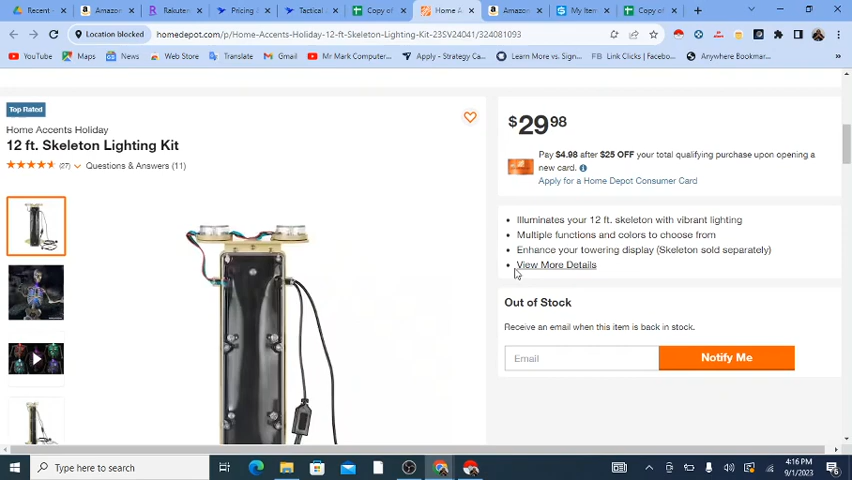 Recent
Amazon
Rakuten
Pricing
Tactical
Copy of
Home A
Amazon
My Item
Copy of
Location blocked
homedepot.com/p/Home-Accents-Holiday-12-ft-Skeleton-Lighting-Kit-23SV24041/324081093
YouTube
Maps
News
Web Store
Translate
Gmail
Mr Mark Computer...
Apply - Strategy Ca...
Learn More vs. Sign...
Link Clicks | Faceb...
Anywhere Bookmar...
Top Rated
Home Accents Holiday
12 ft. Skeleton Lighting Kit
(27)
Questions & Answers (11)
$29 98
Pay $4.98 after $25 OFF your total qualifying purchase upon opening a
new card.
Apply for a Home Depot Consumer Card
Illuminates your 12 ft. skeleton with vibrant lighting
Multiple functions and colors to choose from
Enhance your towering display (Skeleton sold separately)
View More Details
Out of Stock
Receive an email when this item is back in stock.
Email
Notify Me
Type here to search
4:16 PM
9/1/2023